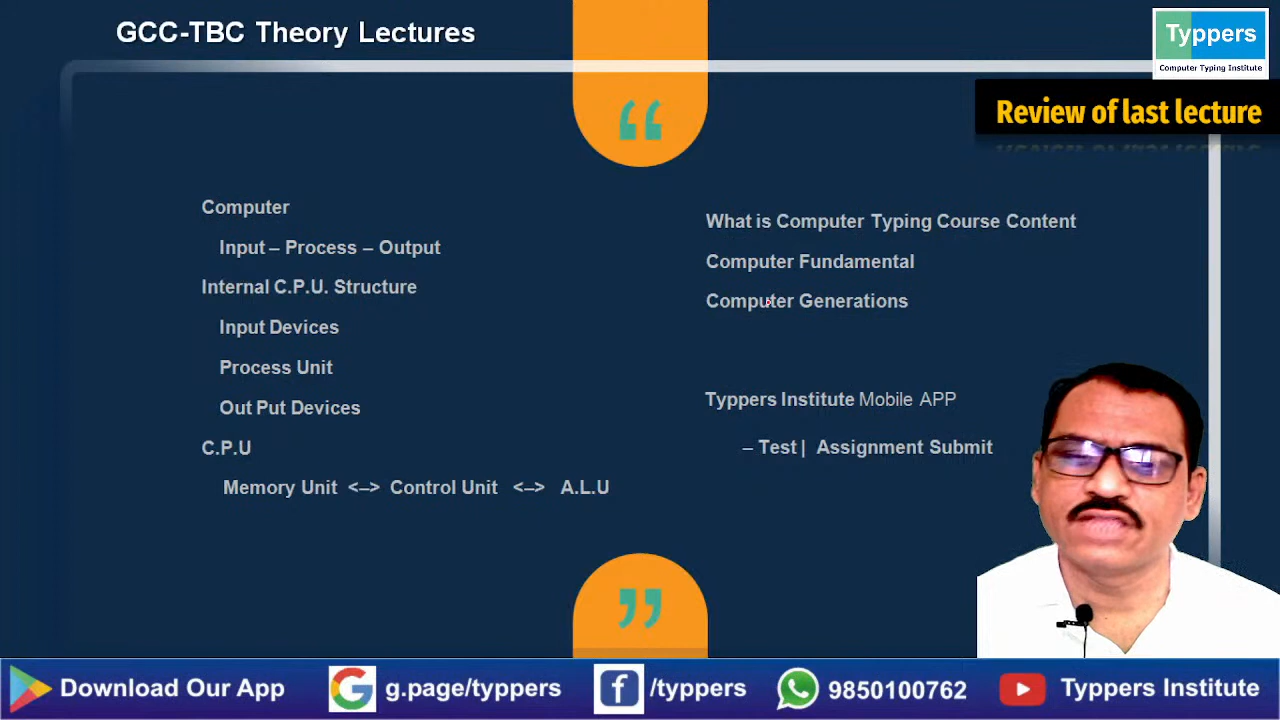 GCC-TBC Theory Lectures
Typpers
Computer Typing Institute
Review of last lecture
Computer
Input – Process – Output
Internal C.P.U. Structure
Input Devices
Process Unit
Out Put Devices
C.P.U
Memory Unit <–> Control Unit <–> A.L.U
What is Computer Typing Course Content
Computer Fundamental
Computer Generations
Typpers Institute Mobile APP
– Test | Assignment Submit
Download Our App
g.page/typpers
/typpers
9850100762
Typpers Institute